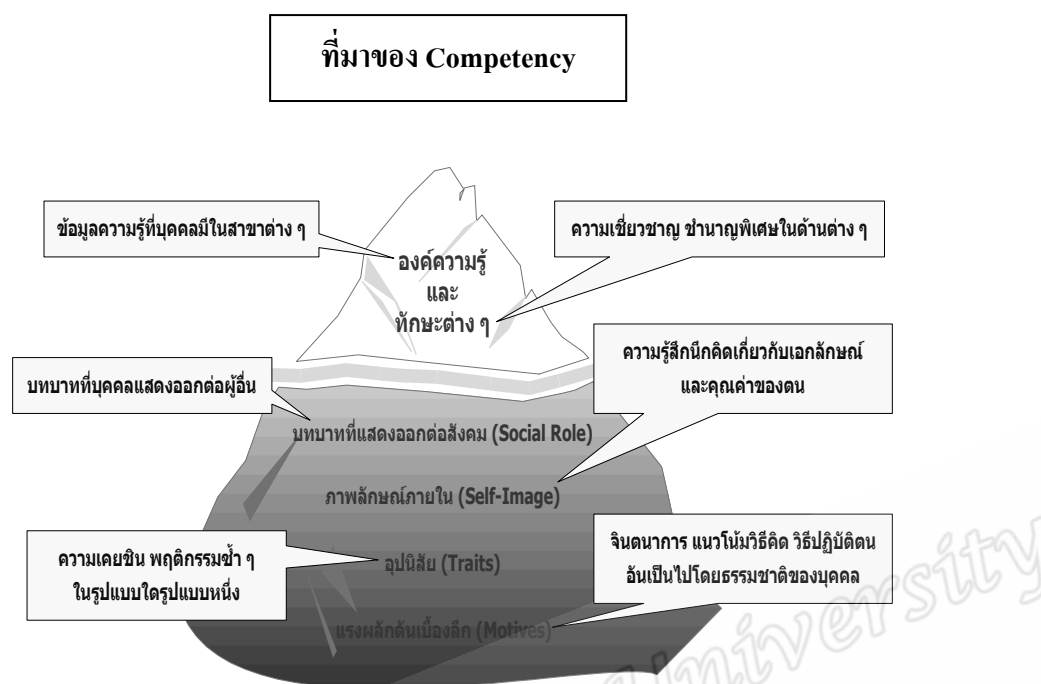 ที่มาของ Competency
ข้อมูลความรู้ที่บุคคลมีในสาขาต่าง ๆ
ความเชี่ยวชาญ ชำนาญพิเศษในด้านต่าง ๆ
องค์ความรู้
และ
ทักษะต่าง ๆ
ความรู้สึกนึกคิดเกี่ยวกับเอกลักษณ์
และคุณค่าของตน
บทบาทที่บุคคลแสดงออกต่อผู้อื่น
บทบาทที่แสดงออกต่อสังคม (Social Role)
ภาพลักษณ์ภายใน (Self-Image)
ความเคยชิน พฤติกรรมซ้ำ ๆ
ในรูปแบบใดรูปแบบหนึ่ง
อุปนิสัย (Traits)
จินตนาการ แนวโน้มวิธีคิด วิธีปฏิบัติตน
อันเป็นไปโดยธรรมชาติของบุคคล
แรงผลักดันเบื้องลึก (Motives)
University